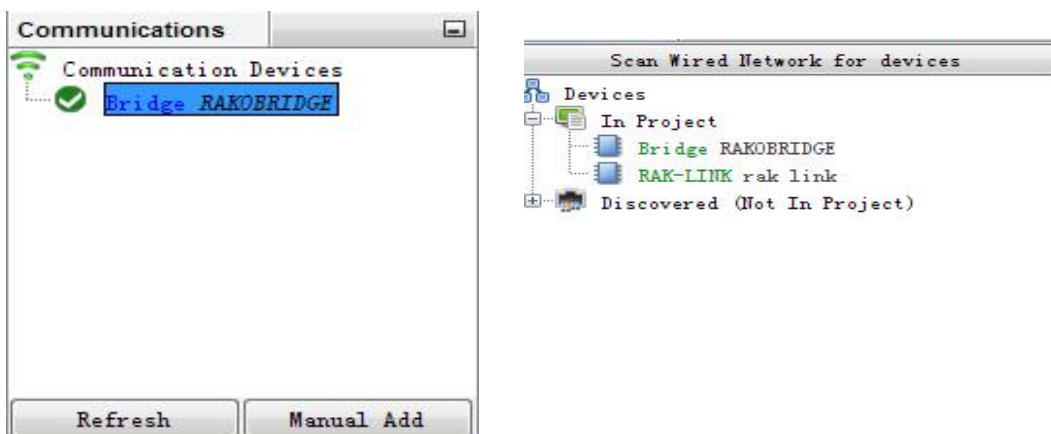 Communications
Communication Devices
Bridge RAKOBRIDGE
Refresh
Manual Add
Scan Wired Network for devices
Devices
In Project
Bridge RAKOBRIDGE
RAK-LINK rak link
Discovered (Not In Project)